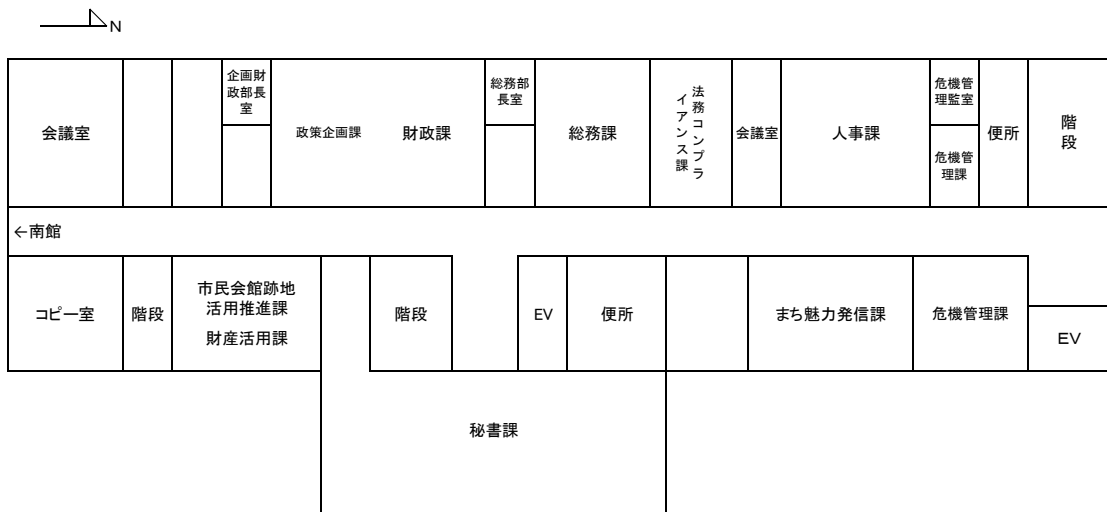 N
会議室
企画財
政部長
室
政策企画課
財政課
総務部
長室
総務課
法務コンプラ
イアンス課
会議室
人事課
危機管
理監室
危機管
理課
便所
階段
←南館
コピー室
階段
市民会館跡地
活用推進課
財産活用課
階段
EV
便所
まち魅力発信課
危機管理課
EV
秘書課